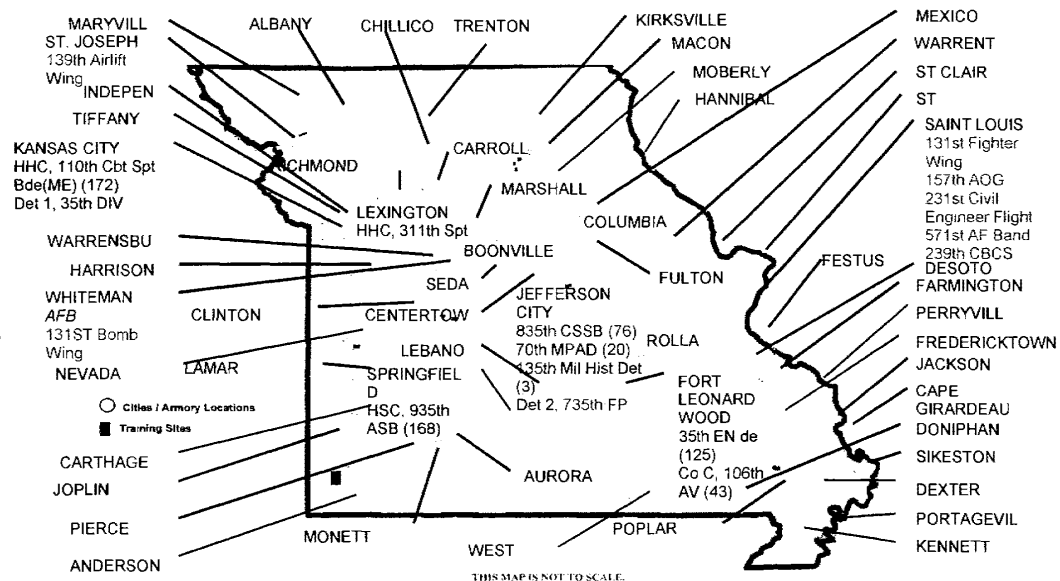 MARYVILL
ST. JOSEPH
139th Airlift
Wing
INDEPEN
TIFFANY
KANSAS CITY
HHC, 110th Cbt Spt
Bde(ME) (172)
Det 1, 35th DIV
WARRENSBU
HARRISON
WHITEMAN
AFB
131ST Bomb
Wing
NEVADA
CLINTON
LAMAR
Cities / Armory Locations
Training Sites
CARTHAGE
JOPLIN
PIERCE
ANDERSON
ALBANY
CHILLICO
TRENTON
KIRKSVILLE
MACON
MOBERLY
HANNIBAL
RICHMOND
CARROLL
MARSHALL
LEXINGTON
HHC, 311th Spt
COLUMBIA
BOONVILLE
FULTON
SEDA
CENTERTOW
JEFFERSON
CITY
835th CSSB (76)
70th MPAD (20)
135th Mil Hist Det
(3)
Det 2, 735th FP
LEBANO
SPRINGFIEL
D
HSC, 935th
ASB (168)
ROLLA
FORT
LEONARD
WOOD
35th EN de
(125)
Co C, 106th
AV (43)
AURORA
MONETT
WEST
POPLAR
MEXICO
WARRENT
ST CLAIR
ST
SAINT LOUIS
131st Fighter
Wing
157th AOG
231st Civil
Engineer Flight
571st AF Band
239th CBCS
FESTUS
DESOTO
FARMINGTON
PERRYVILL
FREDERICKTOWN
JACKSON
CAPE
GIRARDEAU
DONIPHAN
SIKESTON
DEXTER
PORTAGEVIL
KENNETT
THIS MAP IS NOT TO SCALE.